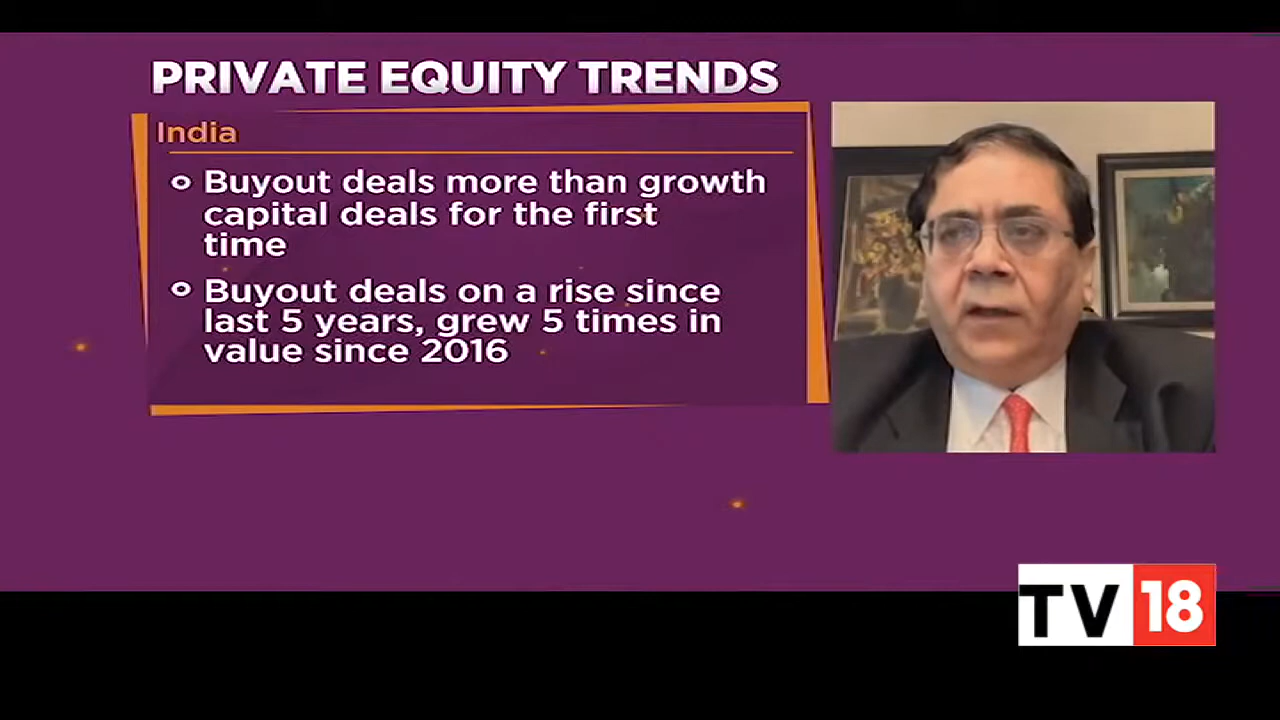 PRIVATE EQUITY TRENDS
India
Buyout deals more than growth
capital deals for the first
time
Buyout deals on a rise since
last 5 years, grew 5 times in
value since 2016
TV18